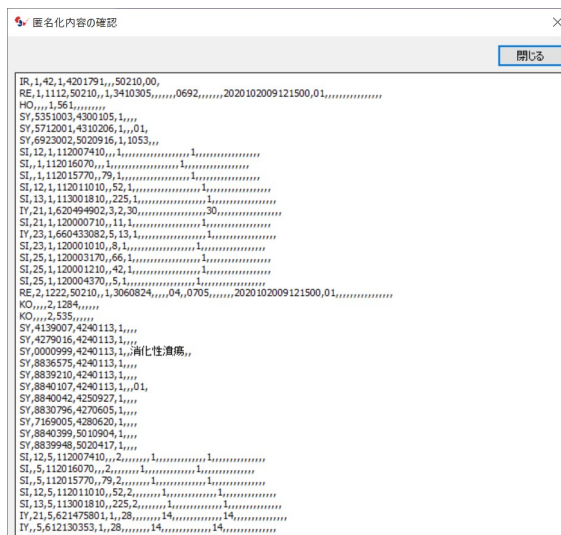 匿名化内容の確認
閉じる
IR,1,42,1,4201791,,,50210,00,
RE,1,1112,50210,,1,3410305,,,,,,,0692,,,,,,,2020102009121500,01,,,,,,,,,,,,,,,,
HO,,,,1,561,,,,,,,,,
SY,5351003,4300105,1,,,,
SY,5712001,4310206,1,,,01,
SY,6923002,5020916,1,1053,,,
SI,12,1,112007410,,,1,,,,,,,,,,,,,,,,,,,,1,,,,,,,,,,,,,,,,,,
SI,,1,112016070,,,1,,,,,,,,,,,,,,,,,,,,1,,,,,,,,,,,,,,,,,,
SI,,1,112015770,,79,1,,,,,,,,,,,,,,,,,,,,1,,,,,,,,,,,,,,,,,,
SI,12,1,112011010,,52,1,,,,,,,,,,,,,,,,,,,,1,,,,,,,,,,,,,,,,,,
SI,13,1,113001810,,225,1,,,,,,,,,,,,,,,,,,,,1,,,,,,,,,,,,,,,,,,
IY,21,1,620494902,3,2,30,,,,,,,,,,,,,,,,,,,,30,,,,,,,,,,,,,,,,,,
SI,21,1,120000710,,11,1,,,,,,,,,,,,,,,,,,,,1,,,,,,,,,,,,,,,,,,
IY,23,1,660433082,5,13,1,,,,,,,,,,,,,,,,,,,,1,,,,,,,,,,,,,,,,,,
SI,23,1,120001010,,8,1,,,,,,,,,,,,,,,,,,,,1,,,,,,,,,,,,,,,,,,
SI,25,1,120003170,,66,1,,,,,,,,,,,,,,,,,,,,1,,,,,,,,,,,,,,,,,,
SI,25,1,120001210,,42,1,,,,,,,,,,,,,,,,,,,,1,,,,,,,,,,,,,,,,,,
SI,25,1,120004370,,5,1,,,,,,,,,,,,,,,,,,,,1,,,,,,,,,,,,,,,,,,
RE,2,1222,50210,,1,3060824,,,,,04,,0705,,,,,,,2020102009121500,01,,,,,,,,,,,,,,,,
KO,,,,2,1284,,,,,,
KO,,,,2,535,,,,,,
SY,4139007,4240113,1,,,,
SY,4279016,4240113,1,,,,
SY,0000999,4240113,1,,消化性潰瘍,,
SY,8836575,4240113,1,,,,
SY,8839210,4240113,1,,,,
SY,8840107,4240113,1,,,01,
SY,8840042,4250927,1,,,,
SY,8830796,4270605,1,,,,
SY,7169005,4280620,1,,,,
SY,8840399,5010904,1,,,,
SY,8839948,5020417,1,,,,
SI,12,5,112007410,,,2,,,,,,,,1,,,,,,,,,,,,,,1,,,,,,,,,,,,,,,
SI,,5,112016070,,,2,,,,,,,,1,,,,,,,,,,,,,,1,,,,,,,,,,,,,,,
SI,,5,112015770,,79,2,,,,,,,,1,,,,,,,,,,,,,,1,,,,,,,,,,,,,,,
SI,12,5,112011010,,52,2,,,,,,,,1,,,,,,,,,,,,,,1,,,,,,,,,,,,,,,
SI,13,5,113001810,,225,2,,,,,,,,1,,,,,,,,,,,,,,1,,,,,,,,,,,,,,,
IY,21,5,621475801,1,,28,,,,,,,,14,,,,,,,,,,,,,,14,,,,,,,,,,,,,,,
IY,,5,612130353,1,,28,,,,,,,,14,,,,,,,,,,,,,,14,,,,,,,,,,,,,,,